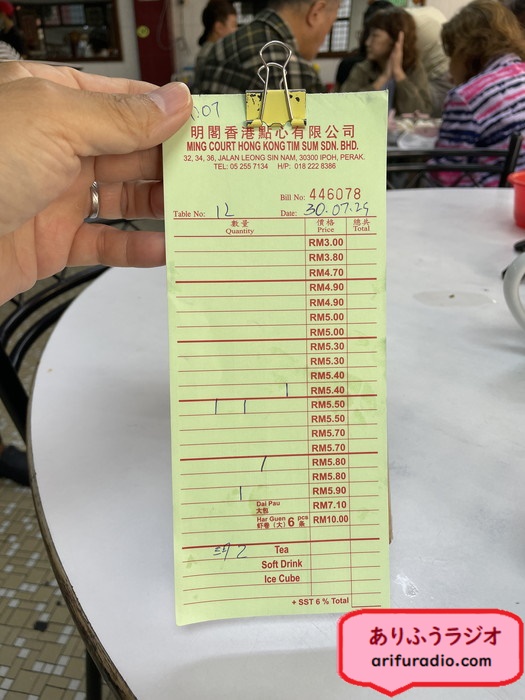 :07
明閣香港點心有限公司
MING COURT HONG KONG TIM SUM SDN. BHD.
32, 34, 36, JALAN LEONG SIN NAM, 30300 IPOH, PERAK.
TEL: 05 255 7134 H/P: 018 222 8386
Bill No: 446078
Table No: 12 Date: 30.07.25
數量 價格 總共
Quantity Price Total
RM3.00
RM3.80
RM4.70
RM4.90
RM4.90
RM5.00
RM5.00
RM5.30
RM5.30
RM5.40
RM5.40
RM5.50
RM5.50
RM5.70
RM5.70
RM5.80
RM5.80
RM5.90
Dai Pau
大包 RM7.10
Har Guen 6 pcs
虾卷 (大) 条 RM10.00
2 Tea
Soft Drink
Ice Cube
+ SST 6 % Total
ありふうラジオ
arifuradio.com